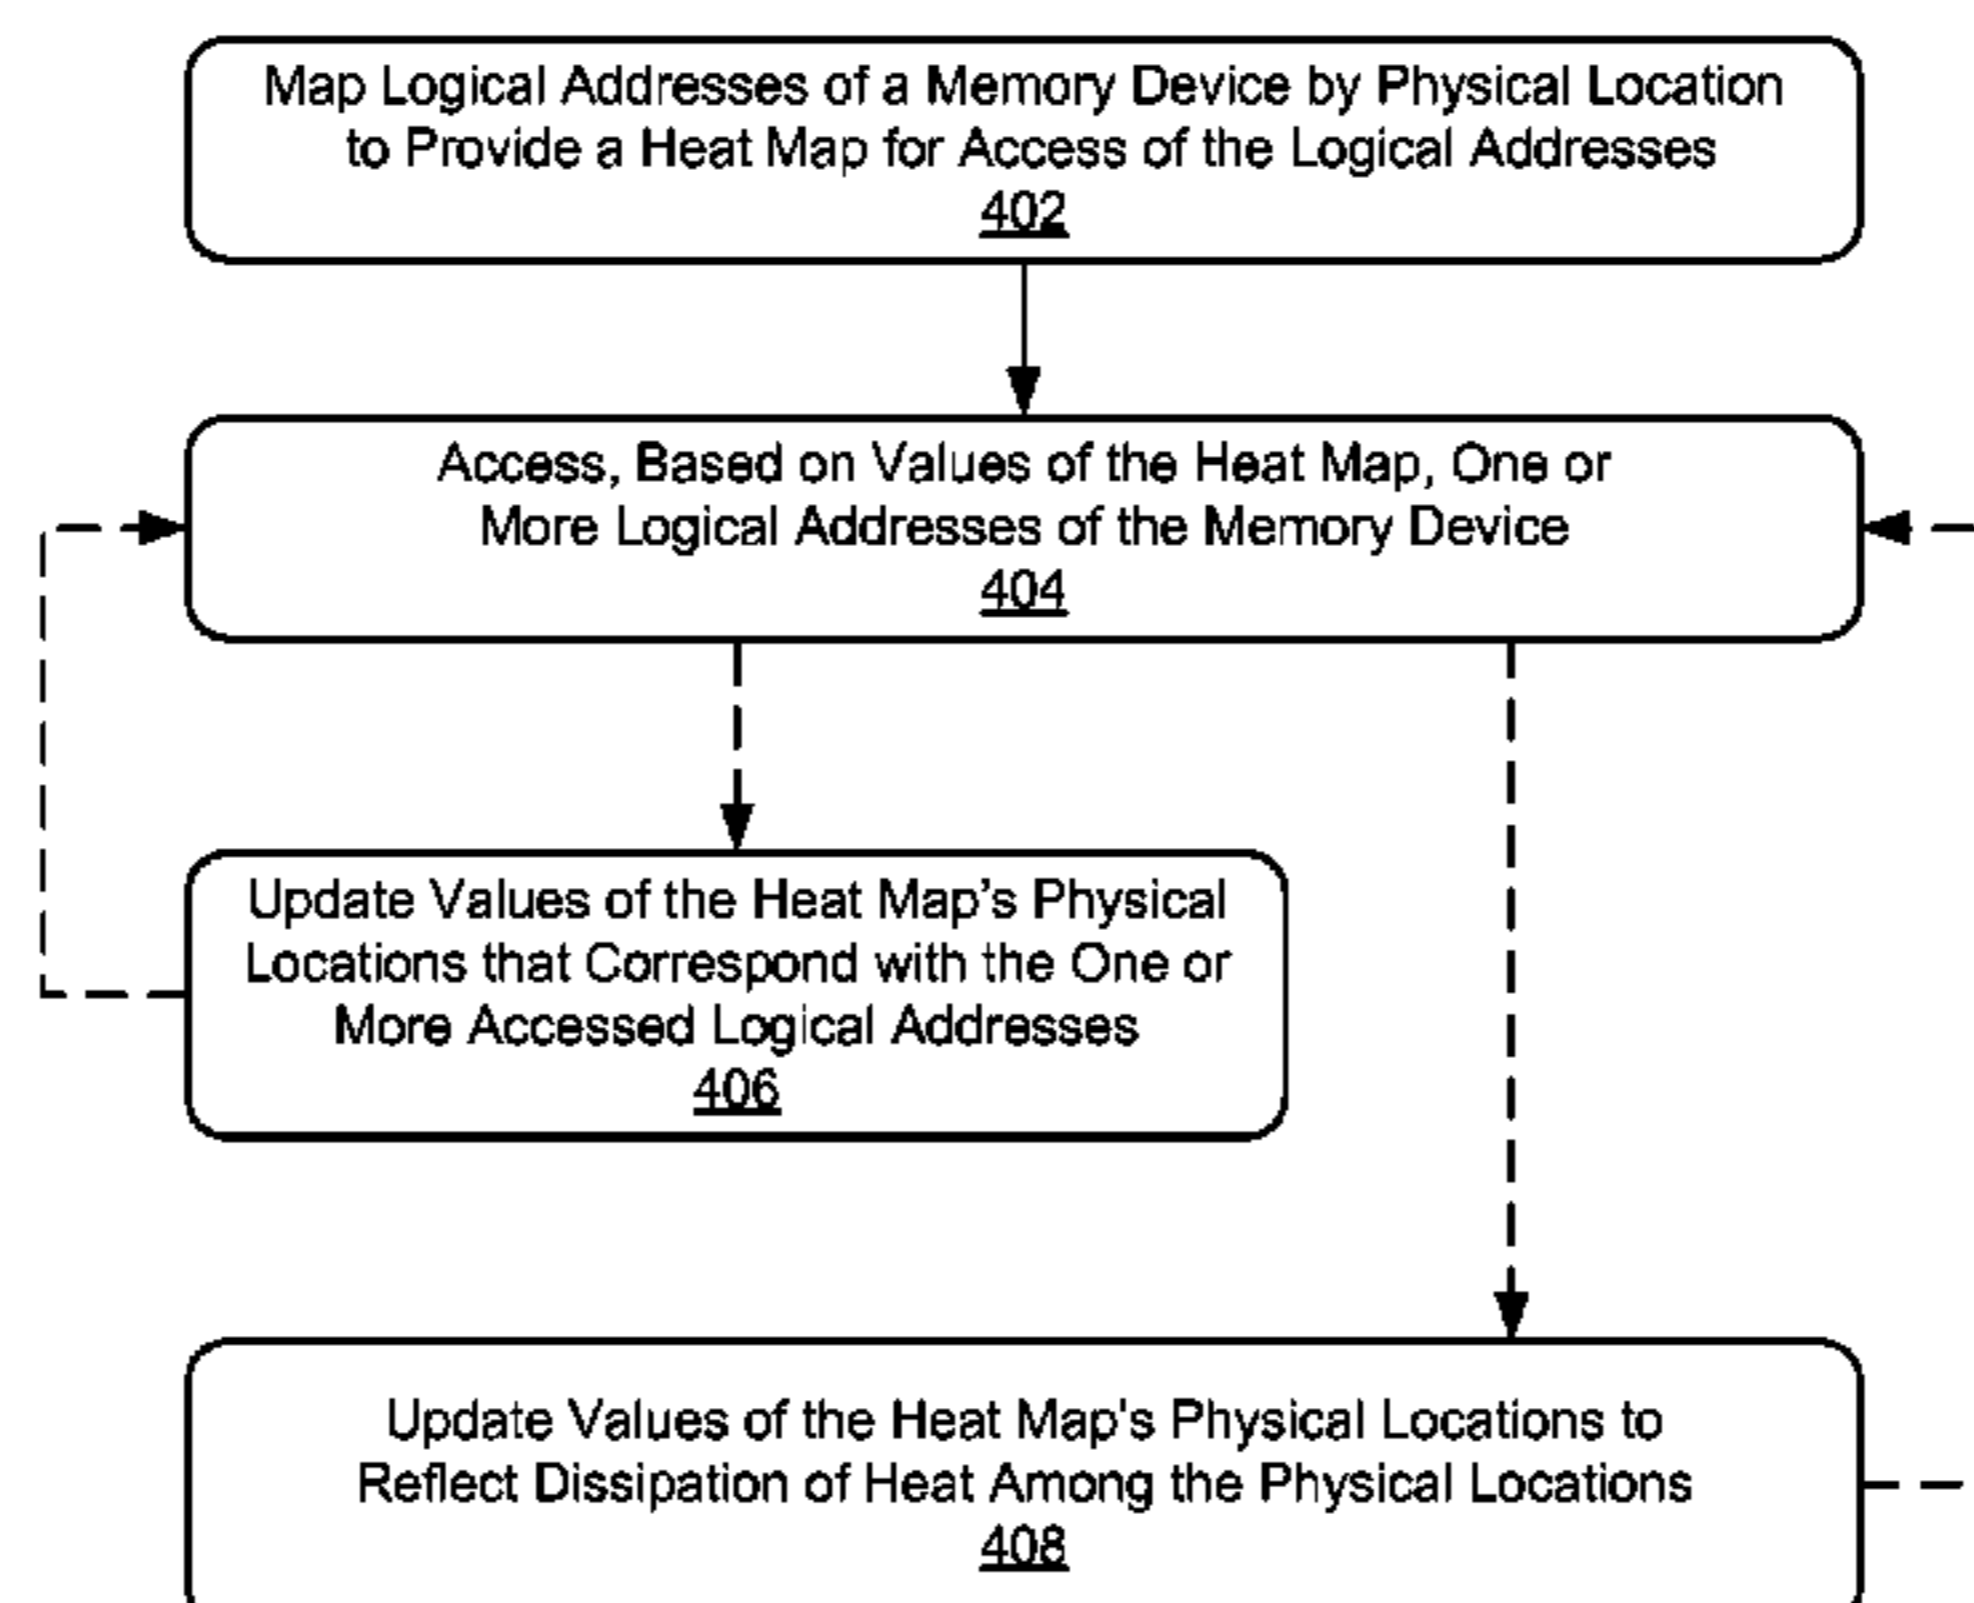 Map Logical Addresses of a Memory Device by Physical Location
to Provide a Heat Map for Access of the Logical Addresses
402
Access, Based on Values of the Heat Map, One or
More Logical Addresses of the Memory Device
404
Update Values of the Heat Map’s Physical
Locations that Correspond with the One or
More Accessed Logical Addresses
406
Update Values of the Heat Map's Physical Locations to
Reflect Dissipation of Heat Among the Physical Locations
408